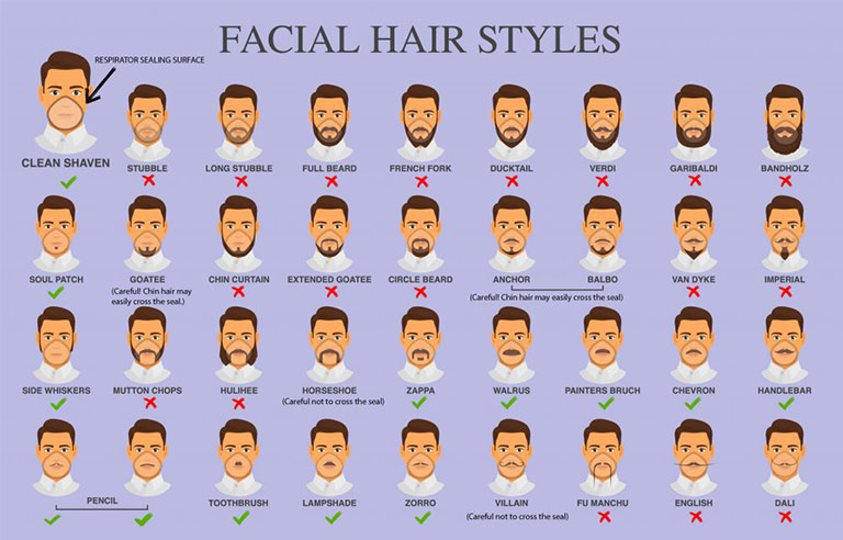 FACIAL HAIR STYLES
RESPIRATOR SEALING SURFACE
CLEAN SHAVEN
STUBBLE
LONG STUBBLE
FULL BEARD
FRENCH FORK
DUCKTAIL
VERDI
GARIBALDI
BANDHOLZ
SOUL PATCH
GOATEE
(Careful! Chin hair may
easily cross the seal.)
CHIN CURTAIN
EXTENDED GOATEE
CIRCLE BEARD
ANCHOR
BALBO
(Careful! Chin hair may easily cross the seal)
VAN DYKE
IMPERIAL
SIDE WHISKERS
MUTTON CHOPS
HULIHEE
HORSESHOE
(Careful not to cross the seal)
ZAPPA
WALRUS
PAINTERS BRUCH
CHEVRON
HANDLEBAR
PENCIL
TOOTHBRUSH
LAMPSHADE
ZORRO
VILLAIN
(Careful not to cross the seal)
FU MANCHU
ENGLISH
DALI